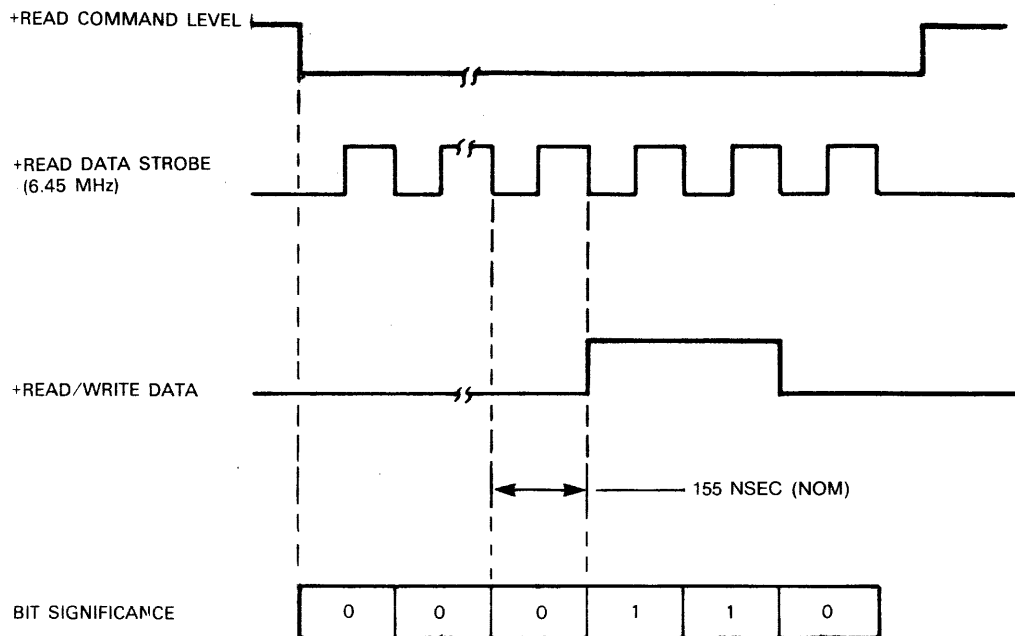 +READ COMMAND LEVEL
+READ DATA STROBE
(6.45 MHz)
+READ/WRITE DATA
155 NSEC (NOM)
BIT SIGNIFICANCE 0 0 0 1 1 0